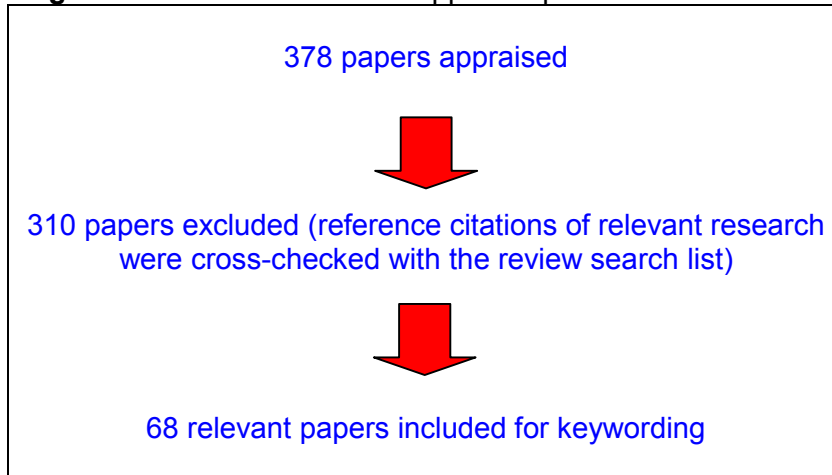 378 papers appraised
310 papers excluded (reference citations of relevant research
were cross-checked with the review search list)
68 relevant papers included for keywording